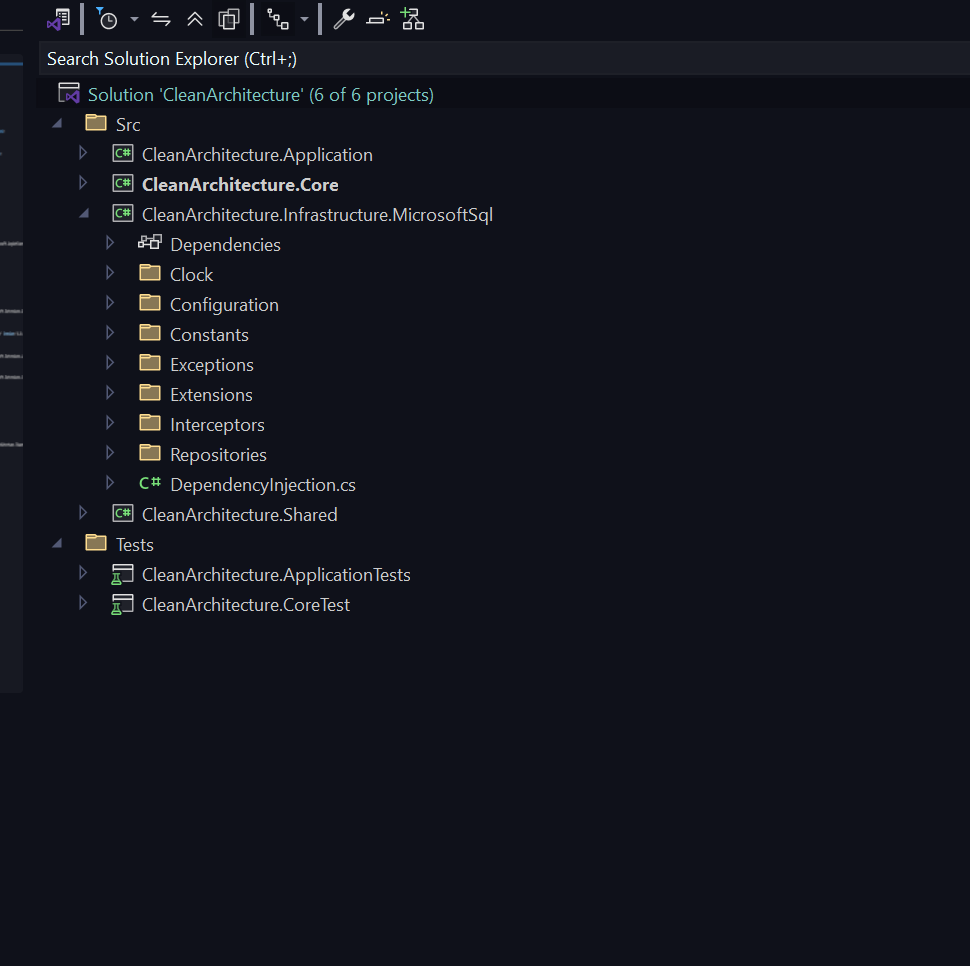 Search Solution Explorer (Ctrl+;)
Solution 'CleanArchitecture' (6 of 6 projects)
Src
C# CleanArchitecture.Application
C# CleanArchitecture.Core
C# CleanArchitecture.Infrastructure.MicrosoftSql
Dependencies
Clock
Configuration
Constants
Exceptions
Extensions
Interceptors
Repositories
C# DependencyInjection.cs
C# CleanArchitecture.Shared
Tests
CleanArchitecture.ApplicationTests
CleanArchitecture.CoreTest